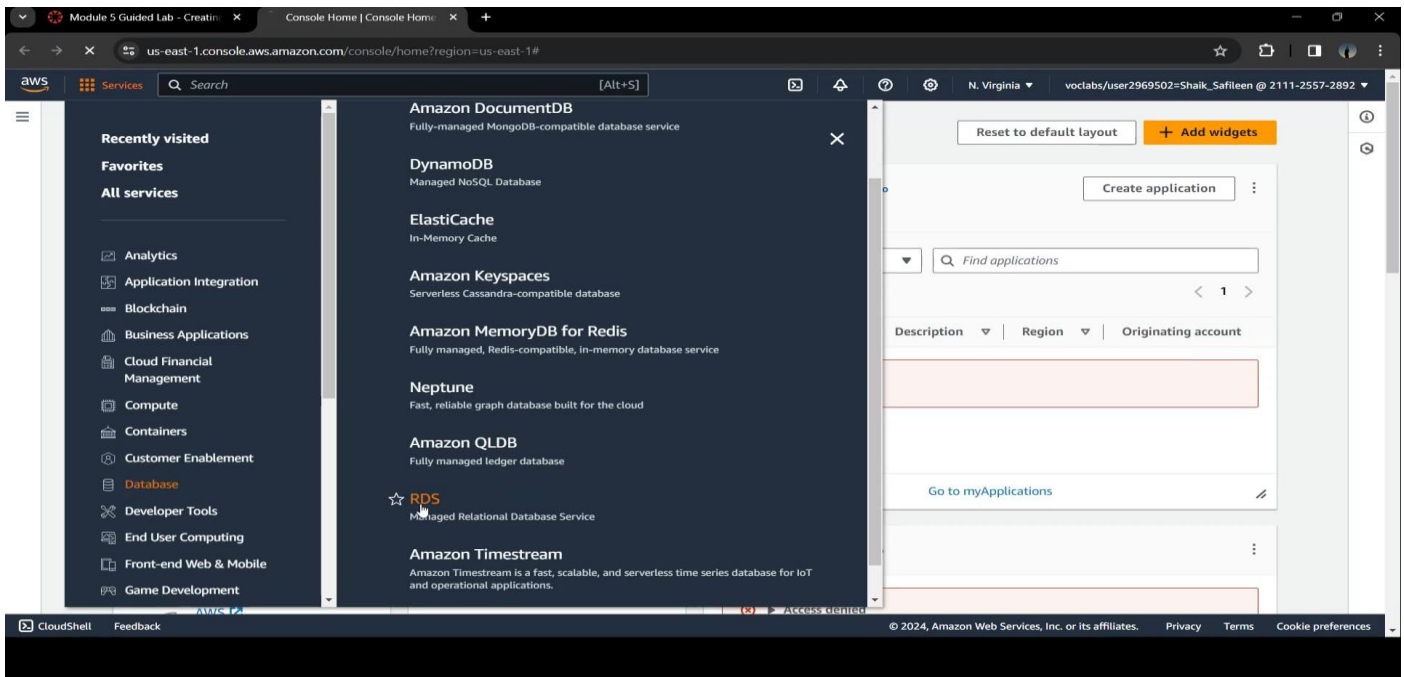 Module 5 Guided Lab - Creatin
Console Home | Console Home
us-east-1.console.aws.amazon.com/console/home?region=us-east-1#
aws
Services
Search
[Alt+S]
N. Virginia
voclabs/user2969502=Shaik_Safileen @ 2111-2557-2892
Recently visited
Favorites
All services
Analytics
Application Integration
Blockchain
Business Applications
Cloud Financial
Management
Compute
Containers
Customer Enablement
Database
Developer Tools
End User Computing
Front-end Web & Mobile
Game Development
Amazon DocumentDB
Fully-managed MongoDB-compatible database service
DynamoDB
Managed NoSQL Database
ElastiCache
In-Memory Cache
Amazon Keyspaces
Serverless Cassandra-compatible database
Amazon MemoryDB for Redis
Fully managed, Redis-compatible, in-memory database service
Neptune
Fast, reliable graph database built for the cloud
Amazon QLDB
Fully managed ledger database
RDS
Managed Relational Database Service
Amazon Timestream
Amazon Timestream is a fast, scalable, and serverless time series database for IoT
and operational applications.
Reset to default layout
+ Add widgets
Create application
Find applications
1
Description
Region
Originating account
Go to myApplications
AWS
Access denied
CloudShell
Feedback
© 2024, Amazon Web Services, Inc. or its affiliates.
Privacy
Terms
Cookie preferences